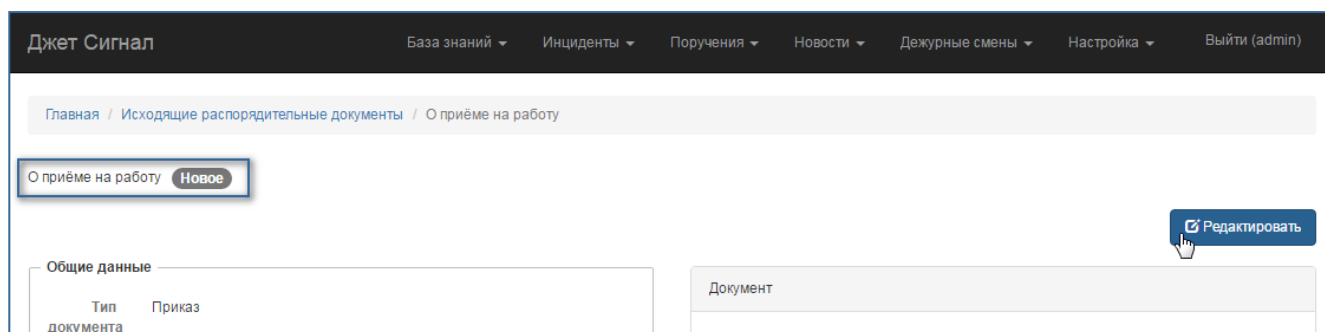 Джет Сигнал База знаний Инциденты Поручения Новости Дежурные смены Настройка Выйти (admin)
Главная / Исходящие распорядительные документы / О приёме на работу
О приёме на работу Новое
Редактировать
Общие данные
Тип документа
Приказ
Документ